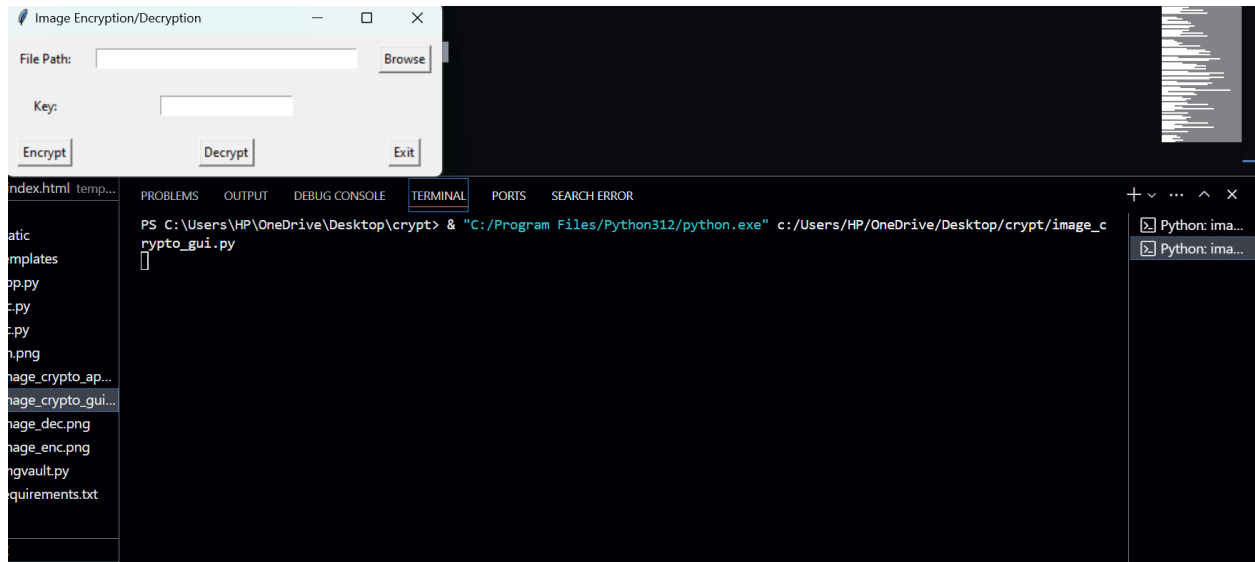 Image Encryption/Decryption
File Path:
Browse
Key:
Encrypt Decrypt Exit
index.html temp...
atic
mplates
pp.py
c.py
c.py
n.png
nage_crypto_ap...
nage_crypto_gui...
nage_dec.png
nage_enc.png
ngvault.py
equirements.txt
PROBLEMS OUTPUT DEBUG CONSOLE TERMINAL PORTS SEARCH ERROR
PS C:\Users\HP\OneDrive\Desktop\crypt> & "C:/Program Files/Python312/python.exe" c:/Users/HP/OneDrive/Desktop/crypt/image_c
rypto_gui.py
Python: ima...
Python: ima...